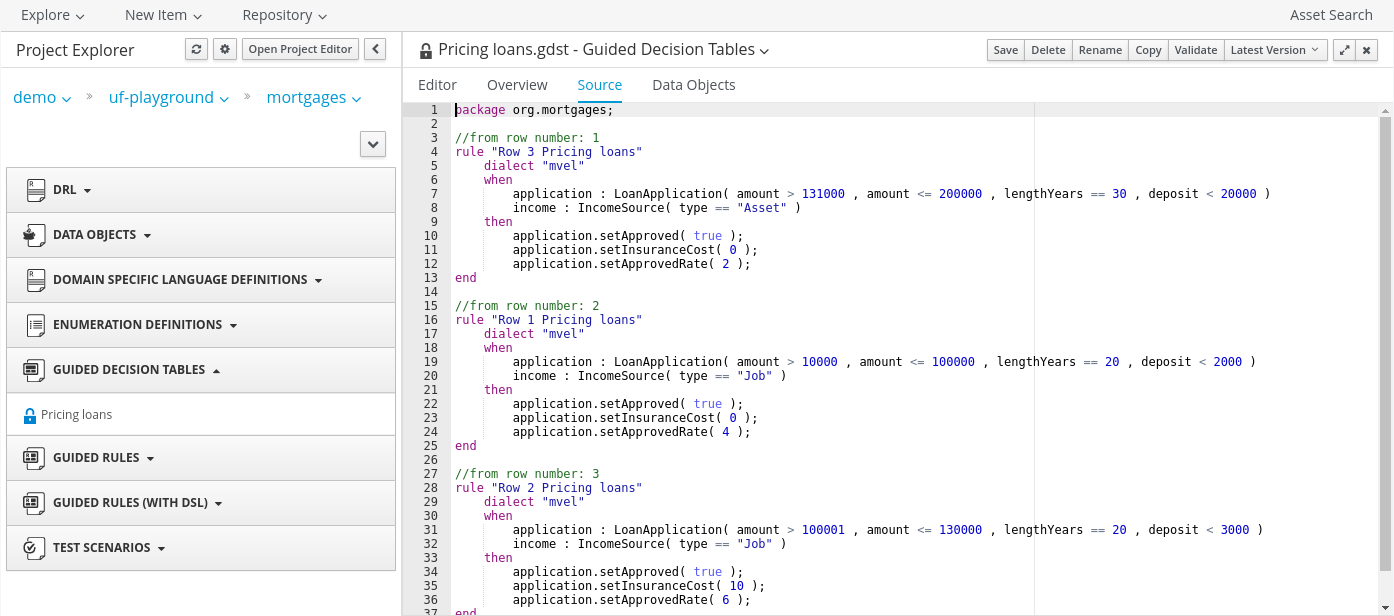 Explore New Item Repository Asset Search
Project Explorer Open Project Editor
demo » uf-playground » mortgages
DRL
DATA OBJECTS
DOMAIN SPECIFIC LANGUAGE DEFINITIONS
ENUMERATION DEFINITIONS
GUIDED DECISION TABLES
Pricing loans
GUIDED RULES
GUIDED RULES (WITH DSL)
TEST SCENARIOS
Pricing loans.gdst - Guided Decision Tables Save Delete Rename Copy Validate Latest Version
Editor Overview Source Data Objects
1 package org.mortgages;
2
3 //from row number: 1
4 rule "Row 3 Pricing loans"
5 dialect "mvel"
6 when
7 application : LoanApplication( amount > 131000 , amount <= 200000 , lengthYears == 30 , deposit < 20000 )
8 income : IncomeSource( type == "Asset" )
9 then
10 application.setApproved( true );
11 application.setInsuranceCost( 0 );
12 application.setApprovedRate( 2 );
13 end
14
15 //from row number: 2
16 rule "Row 1 Pricing loans"
17 dialect "mvel"
18 when
19 application : LoanApplication( amount > 10000 , amount <= 100000 , lengthYears == 20 , deposit < 2000 )
20 income : IncomeSource( type == "Job" )
21 then
22 application.setApproved( true );
23 application.setInsuranceCost( 0 );
24 application.setApprovedRate( 4 );
25 end
26
27 //from row number: 3
28 rule "Row 2 Pricing loans"
29 dialect "mvel"
30 when
31 application : LoanApplication( amount > 100001 , amount <= 130000 , lengthYears == 20 , deposit < 3000 )
32 income : IncomeSource( type == "Job" )
33 then
34 application.setApproved( true );
35 application.setInsuranceCost( 10 );
36 application.setApprovedRate( 6 );
37 end